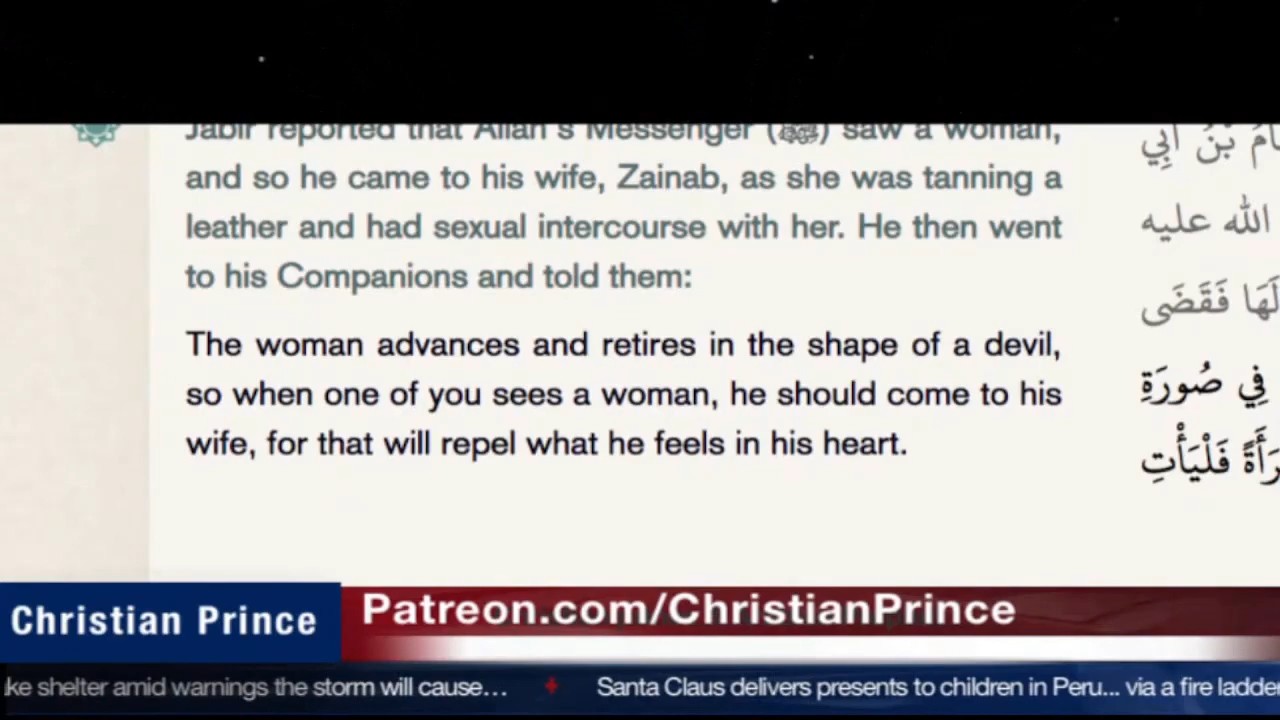 Jabir reported that Allah's Messenger (ﷺ) saw a woman,
and so he came to his wife, Zainab, as she was tanning a
leather and had sexual intercourse with her. He then went
to his Companions and told them:
The woman advances and retires in the shape of a devil,
so when one of you sees a woman, he should come to his
wife, for that will repel what he feels in his heart.
بْنُ أَبِي
الله عليه
لَهَا فَقَضَى
فِي صُورَةِ
فَلْيَأْتِ
Christian Prince
Patreon.com/ChristianPrince
ke shelter amid warnings the storm will cause...
Santa Claus delivers presents to children in Peru... via a fire ladder